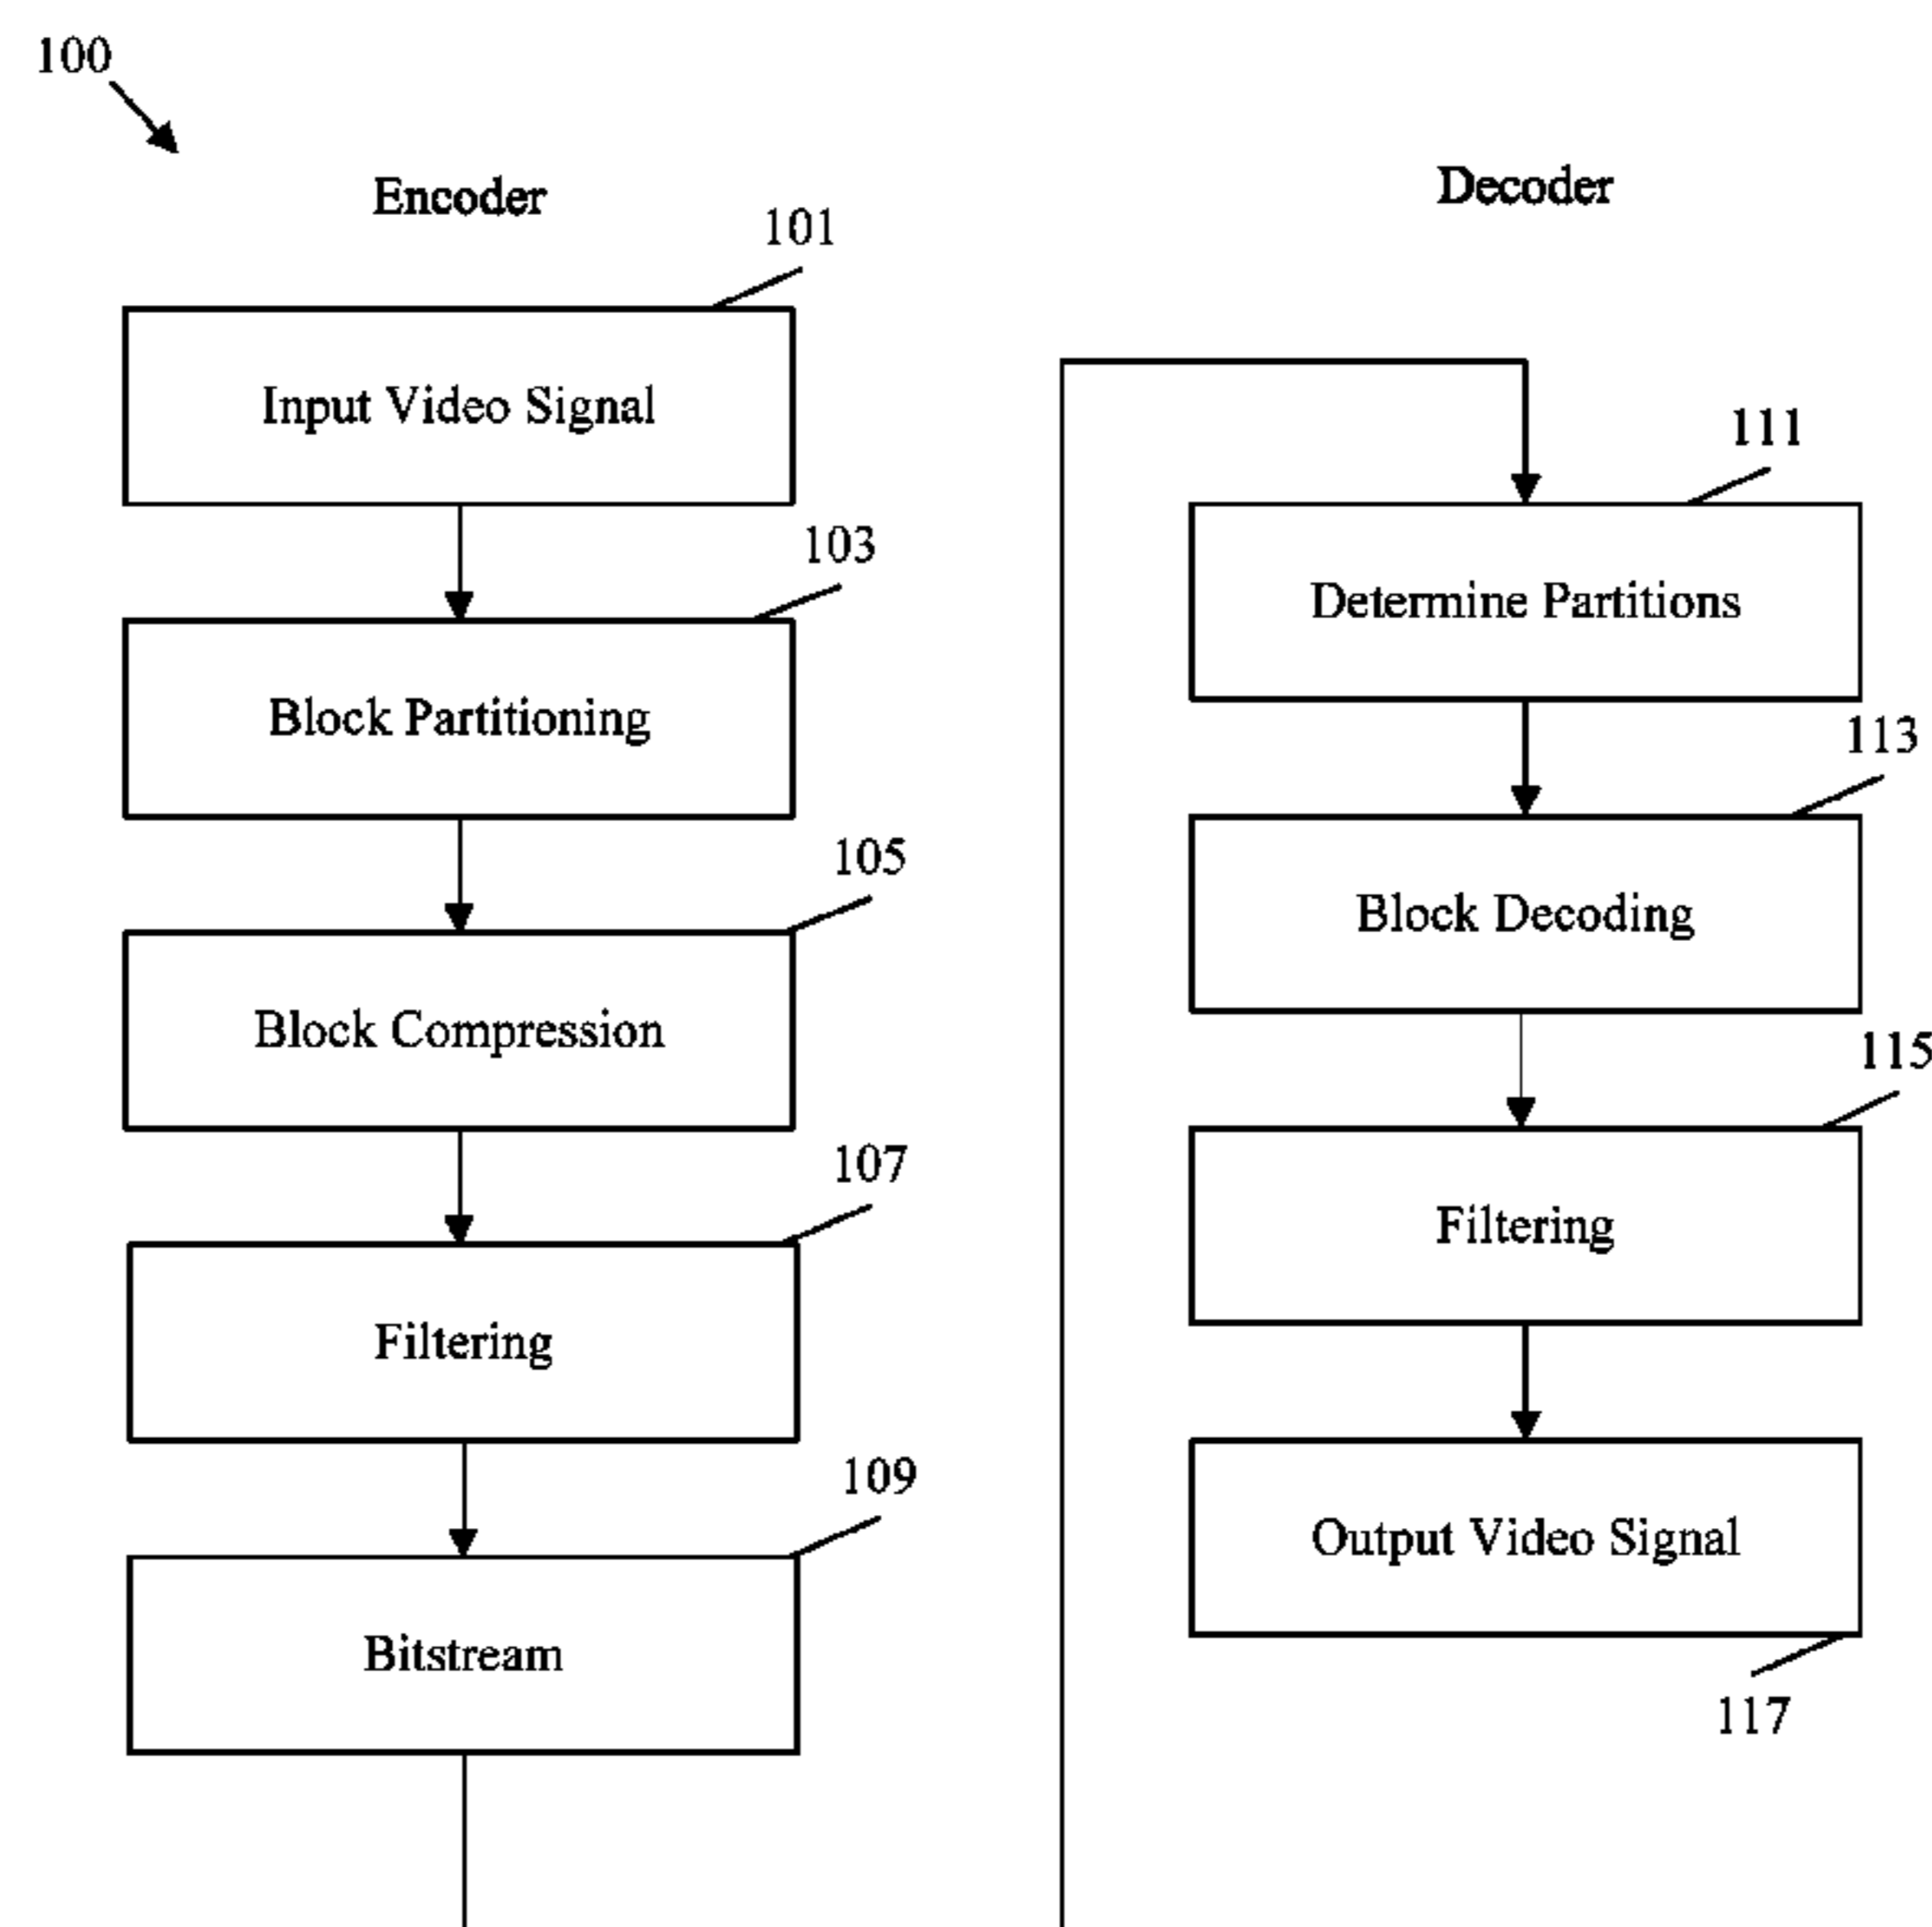 100
Encoder
101
Input Video Signal
103
Block Partitioning
105
Block Compression
107
Filtering
109
Bitstream
Decoder
111
Determine Partitions
113
Block Decoding
115
Filtering
Output Video Signal
117